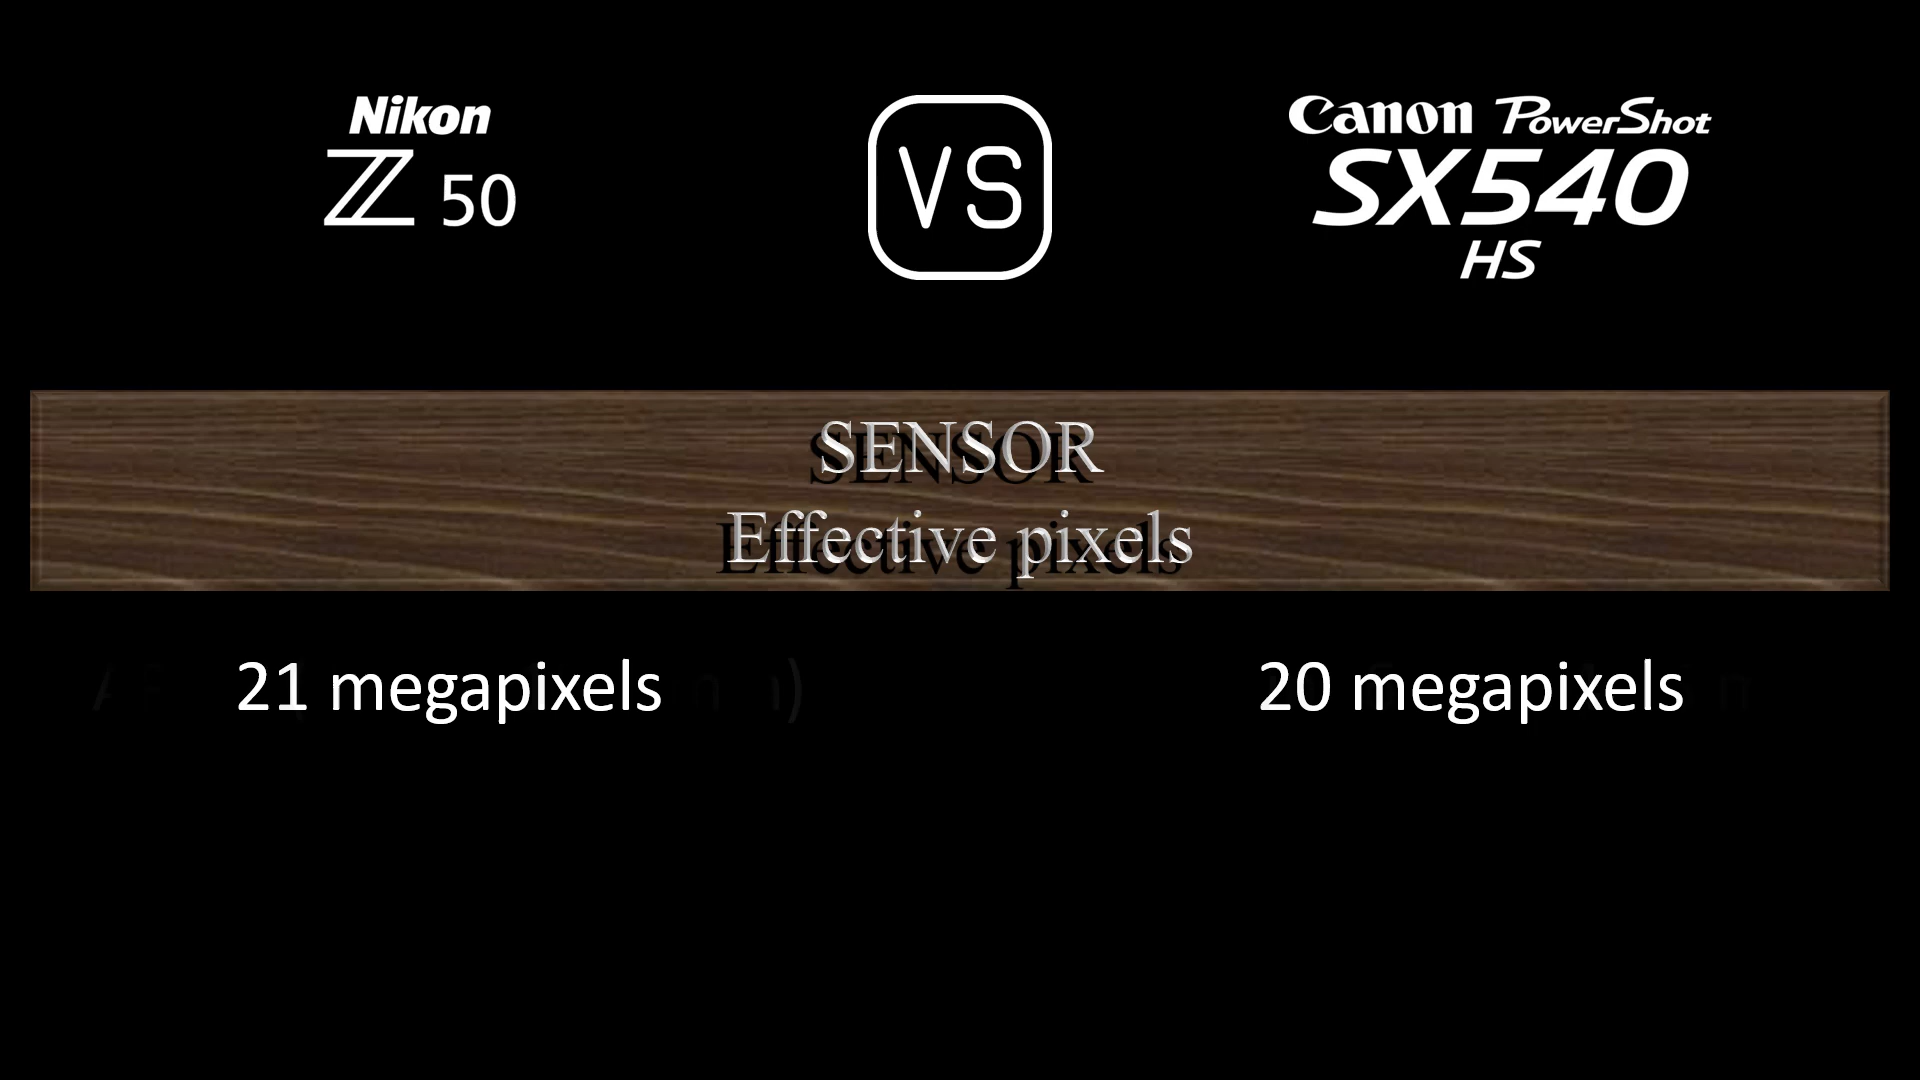 Nikon
Z 50
VS
Canon PowerShot
SX540
HS
SENSOR
Effective pixels
21 megapixels
20 megapixels